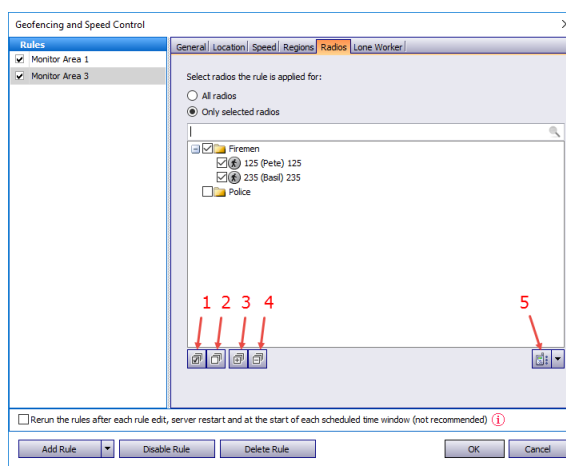 Geofencing and Speed Control
Rules
Monitor Area 1
Monitor Area 3
General Location Speed Regions Radios Lone Worker
Select radios the rule is applied for:
All radios
Only selected radios
Firemen
125 (Pete) 125
235 (Basil) 235
Police
1 2 3 4 5
Rerun the rules after each rule edit, server restart and at the start of each scheduled time window (not recommended) i
Add Rule Disable Rule Delete Rule OK Cancel